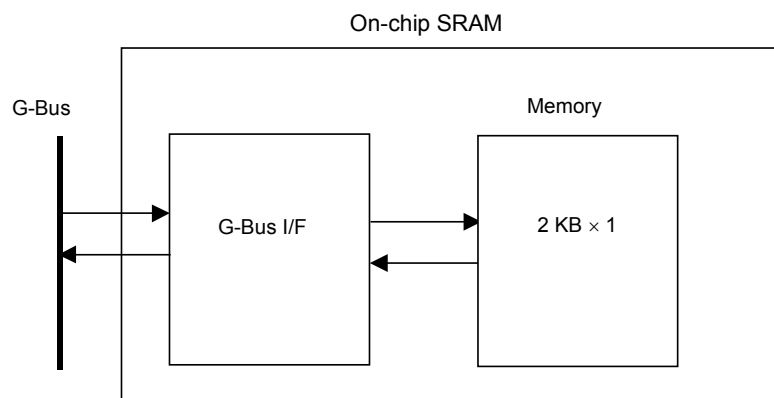 On-chip SRAM
G-Bus
Memory
G-Bus I/F
2 KB × 1